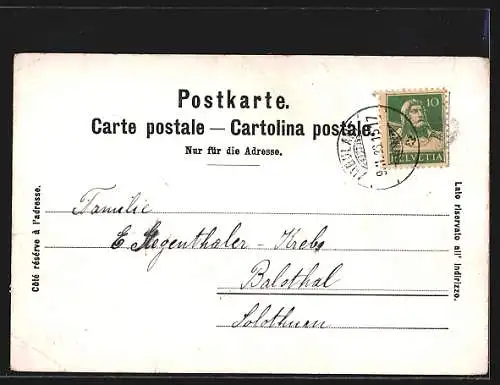 Postkarte.
Carte postale — Cartolina postale.
Nur für die Adresse.
10
HELVETIA
Côté réservé à l'adresse.
Lato riservato all' indirizzo.
Familie
E. Megenthaler - Krebs
Balsthal
Solothurn